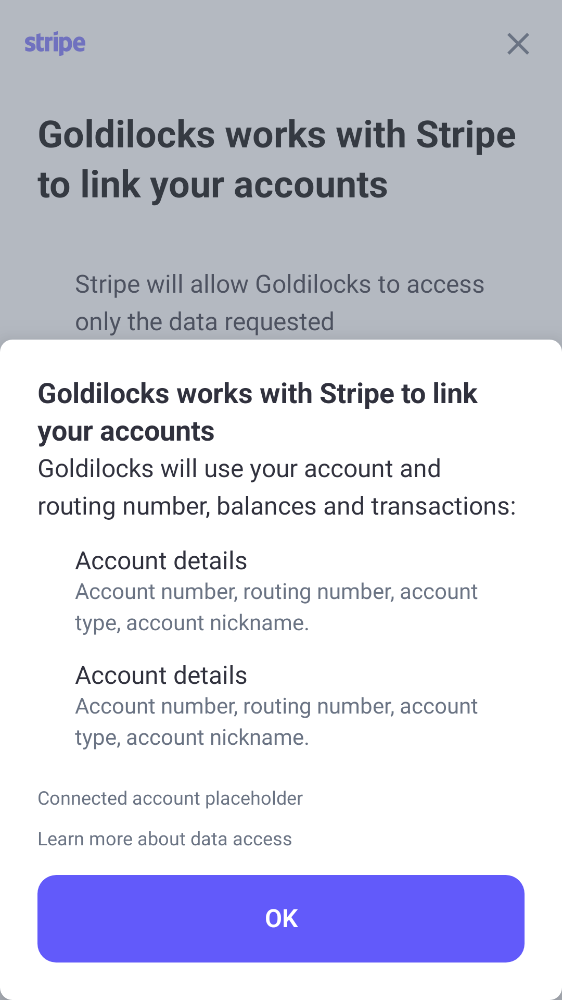 stripe
Goldilocks works with Stripe
to link your accounts
Stripe will allow Goldilocks to access
only the data requested
Goldilocks works with Stripe to link
your accounts
Goldilocks will use your account and
routing number, balances and transactions:
Account details
Account number, routing number, account
type, account nickname.
Account details
Account number, routing number, account
type, account nickname.
Connected account placeholder
Learn more about data access
OK